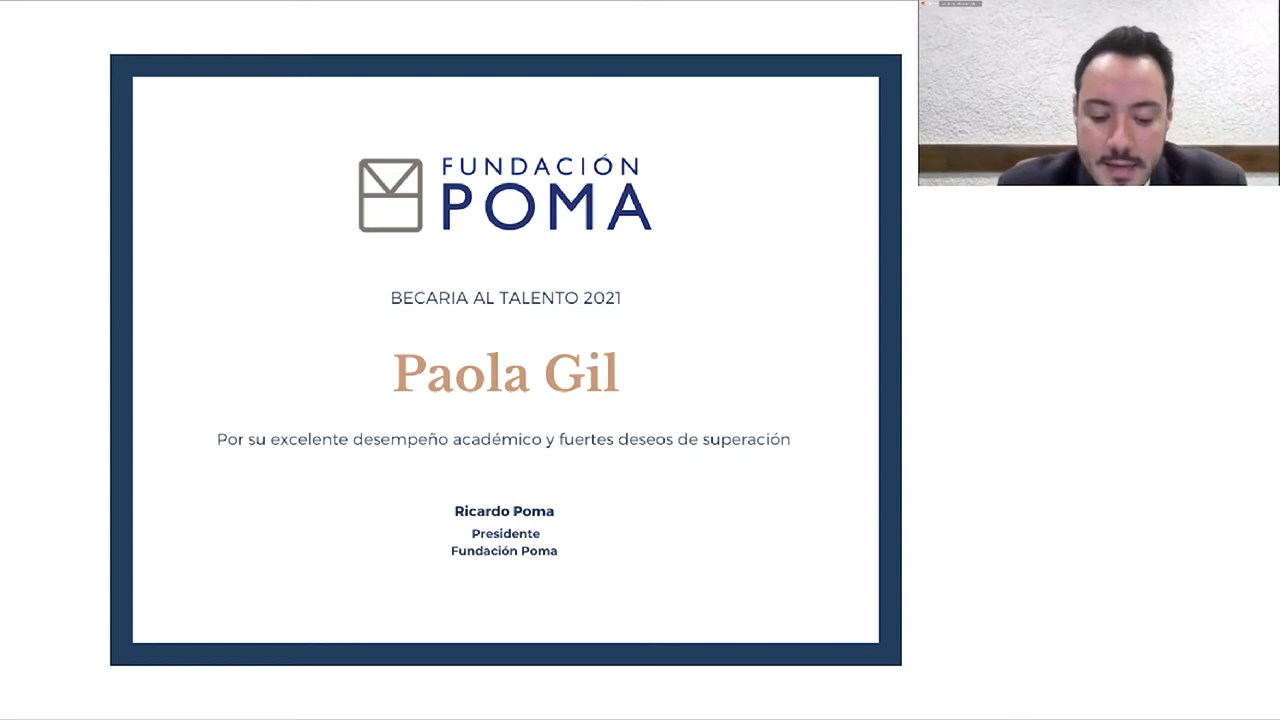 FUNDACIÓN
POMA
BECARIA AL TALENTO 2021
Paola Gil
Por su excelente desempeño académico y fuertes deseos de superación
Ricardo Poma
Presidente
Fundación Poma